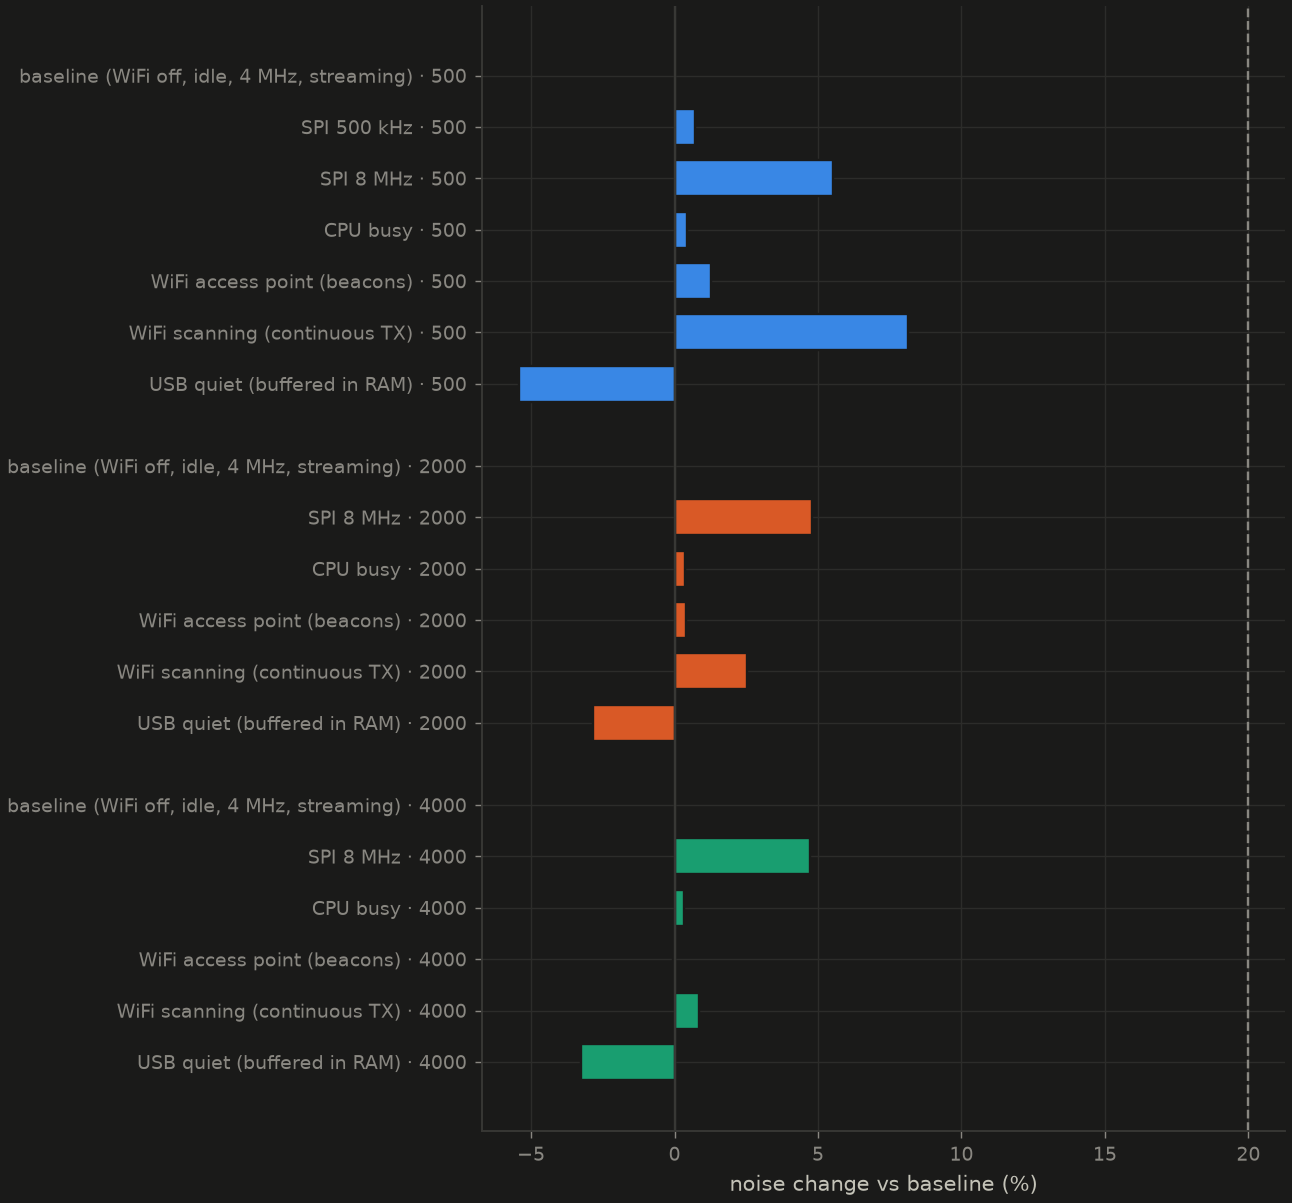 baseline (WiFi off, idle, 4 MHz, streaming) · 500
SPI 500 kHz · 500
SPI 8 MHz · 500
CPU busy · 500
WiFi access point (beacons) · 500
WiFi scanning (continuous TX) · 500
USB quiet (buffered in RAM) · 500
baseline (WiFi off, idle, 4 MHz, streaming) · 2000
SPI 8 MHz · 2000
CPU busy · 2000
WiFi access point (beacons) · 2000
WiFi scanning (continuous TX) · 2000
USB quiet (buffered in RAM) · 2000
baseline (WiFi off, idle, 4 MHz, streaming) · 4000
SPI 8 MHz · 4000
CPU busy · 4000
WiFi access point (beacons) · 4000
WiFi scanning (continuous TX) · 4000
USB quiet (buffered in RAM) · 4000
−5 0 5 10 15 20
noise change vs baseline (%)